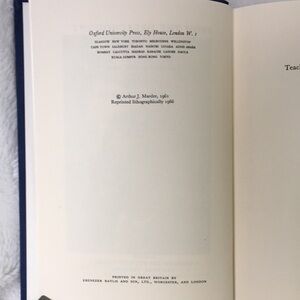 Oxford University Press, Ely House, London W. 1
GLASGOW NEW YORK TORONTO MELBOURNE WELLINGTON
CAPE TOWN SALISBURY IBADAN NAIROBI LUSAKA ADDIS ABABA
BOMBAY CALCUTTA MADRAS KARACHI LAHORE DACCA
KUALA LUMPUR HONG KONG TOKYO
© Arthur J. Marder, 1961
Reprinted lithographically 1966
PRINTED IN GREAT BRITAIN BY
EBENEZER BAYLIS AND SON, LTD., WORCESTER, AND LONDON
Teac